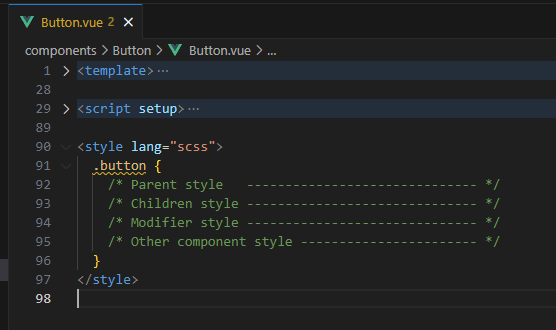 Button.vue 2 ×
components > Button > Button.vue > ...
1 > <template> ...
28
29 > <script setup> ...
89
90 <style lang="scss">
91 .button {
92 /* Parent style   ------------------------------ */
93 /* Children style ------------------------------ */
94 /* Modifier style ------------------------------ */
95 /* Other component style ----------------------- */
96 }
97 </style>
98